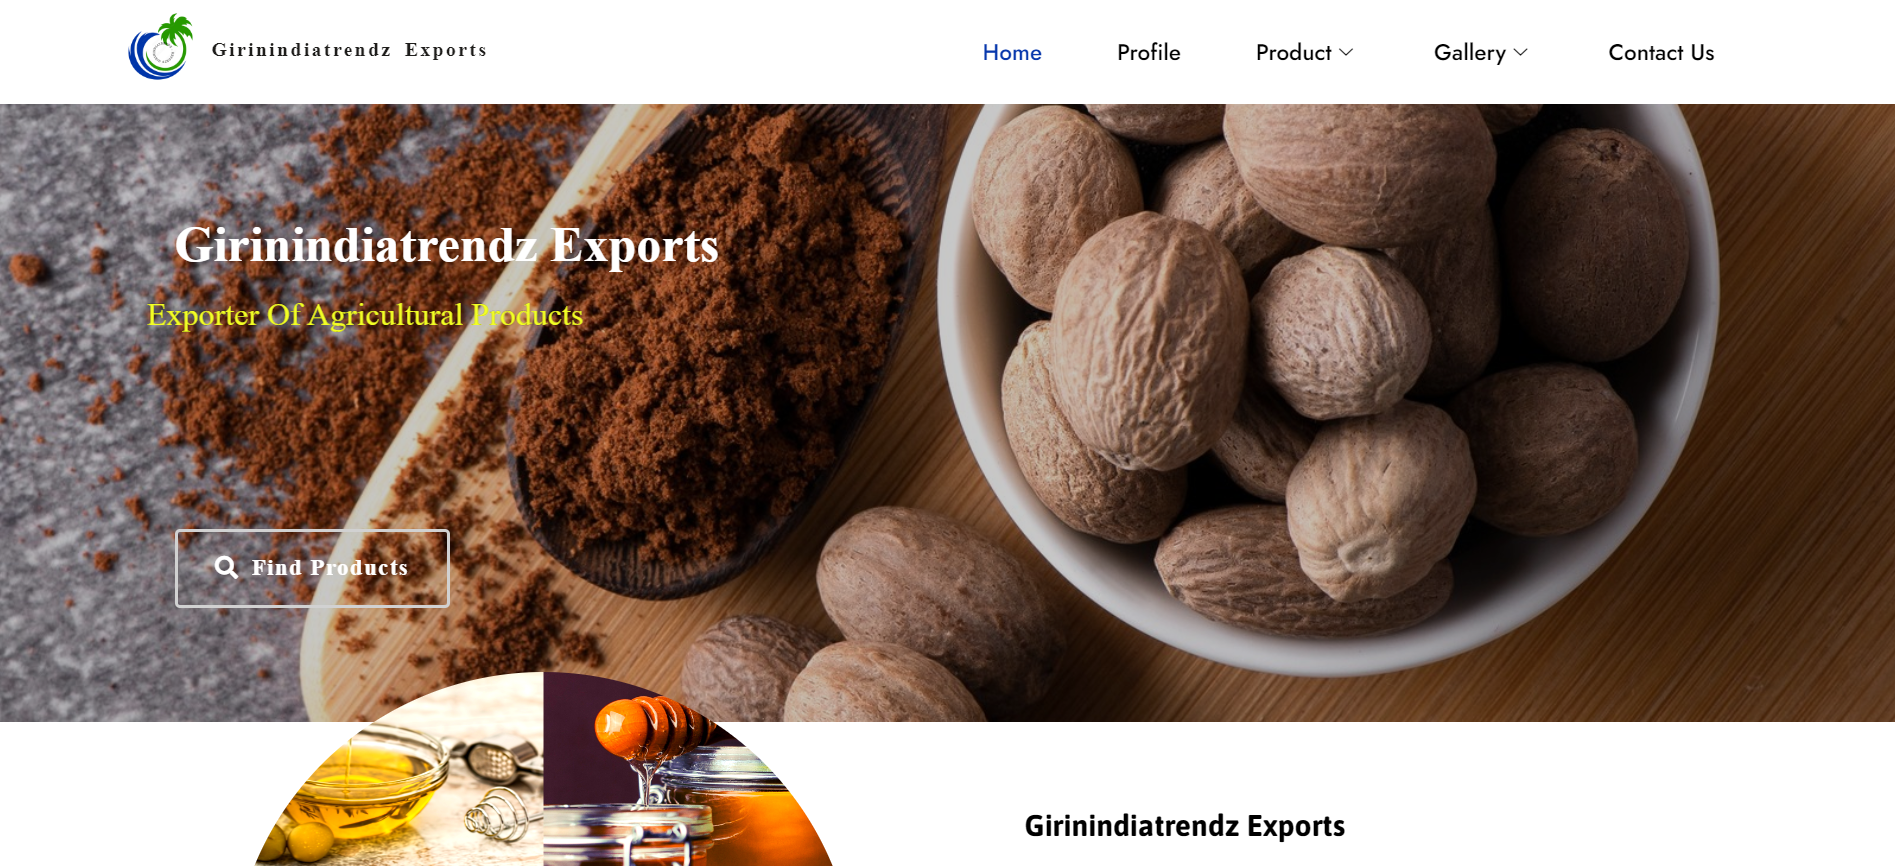 Girinindiatrendz Exports
Home
Profile
Product
Gallery
Contact Us
Girinindiatrendz Exports
Exporter Of Agricultural Products
Find Products
Girinindiatrendz Exports